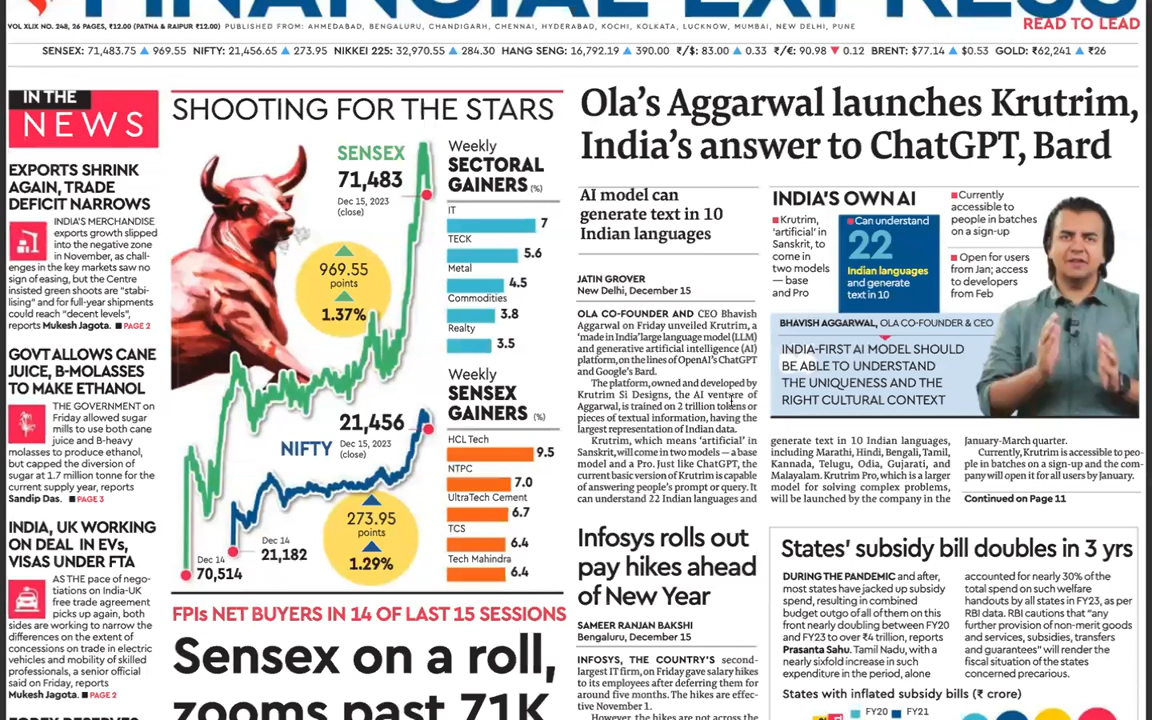 FINANCIAL EXPRESS
VOL XLIX NO. 248, 26 PAGES, ₹12.00 (PATNA & RAIPUR ₹12.00) PUBLISHED FROM: AHMEDABAD, BENGALURU, CHANDIGARH, CHENNAI, HYDERABAD, KOCHI, KOLKATA, LUCKNOW, MUMBAI, NEW DELHI, PUNE
READ TO LEAD
SENSEX: 71,483.75 ▲ 969.55 NIFTY: 21,456.65 ▲ 273.95 NIKKEI 225: 32,970.55 ▲ 284.30 HANG SENG: 16,792.19 ▲ 390.00 ₹/$: 83.00 ▲ 0.33 ₹/€: 90.98 ▼ 0.12 BRENT: $77.14 ▲ $0.53 GOLD: ₹62,241 ▲ ₹26
IN THE
NEWS
EXPORTS SHRINK
AGAIN, TRADE
DEFICIT NARROWS
INDIA'S MERCHANDISE
exports growth slipped
into the negative zone
in November, as chall-
enges in the key markets saw no
sign of easing, but the Centre
insisted green shoots are "stabi-
lising" and for full-year shipments
could reach "decent levels",
reports Mukesh Jagota. ■ PAGE 2
GOVT ALLOWS CANE
JUICE, B-MOLASSES
TO MAKE ETHANOL
THE GOVERNMENT on
Friday allowed sugar
mills to use both cane
juice and B-heavy
molasses to produce ethanol,
but capped the diversion of
sugar at 1.7 million tonne for the
current supply year, reports
Sandip Das. ■ PAGE 3
INDIA, UK WORKING
ON DEAL IN EVs,
VISAS UNDER FTA
AS THE pace of nego-
tiations on India-UK
free trade agreement
picks up again, both
sides are working to narrow the
differences on the extent of
concessions on trade in electric
vehicles and mobility of skilled
professionals, a senior official
said on Friday, reports
Mukesh Jagota. ■ PAGE 2
FOREX RESERVES
SHOOTING FOR THE STARS
SENSEX
71,483
Dec 15, 2023
(close)
969.55
points
1.37%
NIFTY
21,456
Dec 15, 2023
(close)
273.95
points
1.29%
Dec 14
70,514
Dec 14
21,182
Weekly
SECTORAL
GAINERS (%)
IT
7
TECK
5.6
Metal
4.5
Commodities
3.8
Realty
3.5
Weekly
SENSEX
GAINERS (%)
HCL Tech
9.5
NTPC
7.0
UltraTech Cement
6.7
TCS
6.4
Tech Mahindra
6.4
FPIs NET BUYERS IN 14 OF LAST 15 SESSIONS
Sensex on a roll,
zooms past 71K
Ola's Aggarwal launches Krutrim,
India's answer to ChatGPT, Bard
AI model can
generate text in 10
Indian languages
JATIN GROVER
New Delhi, December 15
OLA CO-FOUNDER AND CEO Bhavish
Aggarwal on Friday unveiled Krutrim, a
'made in India' large language model (LLM)
and generative artificial intelligence (AI)
platform, on the lines of OpenAI's ChatGPT
and Google's Bard.
The platform, owned and developed by
Krutrim Si Designs, the AI venture of
Aggarwal, is trained on 2 trillion tokens or
pieces of textual information, having the
largest representation of Indian data.
Krutrim, which means 'artificial' in
Sanskrit, will come in two models — a base
model and a Pro. Just like ChatGPT, the
current basic version of Krutrim is capable
of answering people's prompt or query. It
can understand 22 Indian languages and
INDIA'S OWN AI
■ Krutrim,
'artificial' in
Sanskrit, to
come in
two models
— base
and Pro
■ Can understand
22
Indian languages
and generate
text in 10
■ Currently
accessible to
people in batches
on a sign-up
■ Open for users
from Jan; access
to developers
from Feb
BHAVISH AGGARWAL, OLA CO-FOUNDER & CEO
INDIA-FIRST AI MODEL SHOULD
BE ABLE TO UNDERSTAND
THE UNIQUENESS AND THE
RIGHT CULTURAL CONTEXT
generate text in 10 Indian languages,
including Marathi, Hindi, Bengali, Tamil,
Kannada, Telugu, Odia, Gujarati, and
Malayalam. Krutrim Pro, which is a larger
model for solving complex problems,
will be launched by the company in the
January-March quarter.
Currently, Krutrim is accessible to peo-
ple in batches on a sign-up and the com-
pany will open it for all users by January.
Continued on Page 11
Infosys rolls out
pay hikes ahead
of New Year
SAMEER RANJAN BAKSHI
Bengaluru, December 15
INFOSYS, THE COUNTRY'S second-
largest IT firm, on Friday gave salary hikes
to its employees after deferring them for
around five months. The hikes are effec-
tive November 1.
However, the hikes are not across the
States' subsidy bill doubles in 3 yrs
DURING THE PANDEMIC and after,
most states have jacked up subsidy
spend, resulting in combined
budget outgo of all of them on this
front nearly doubling between FY20
and FY23 to over ₹4 trillion, reports
Prasanta Sahu. Tamil Nadu, with a
nearly sixfold increase in such
expenditure in the period, alone
accounted for nearly 30% of the
total spend on such welfare
handouts by all states in FY23, as per
RBI data. RBI cautions that "any
further provision of non-merit goods
and services, subsidies, transfers
and guarantees" will render the
fiscal situation of the states
concerned precarious.
States with inflated subsidy bills (₹ crore)
FY20 FY21